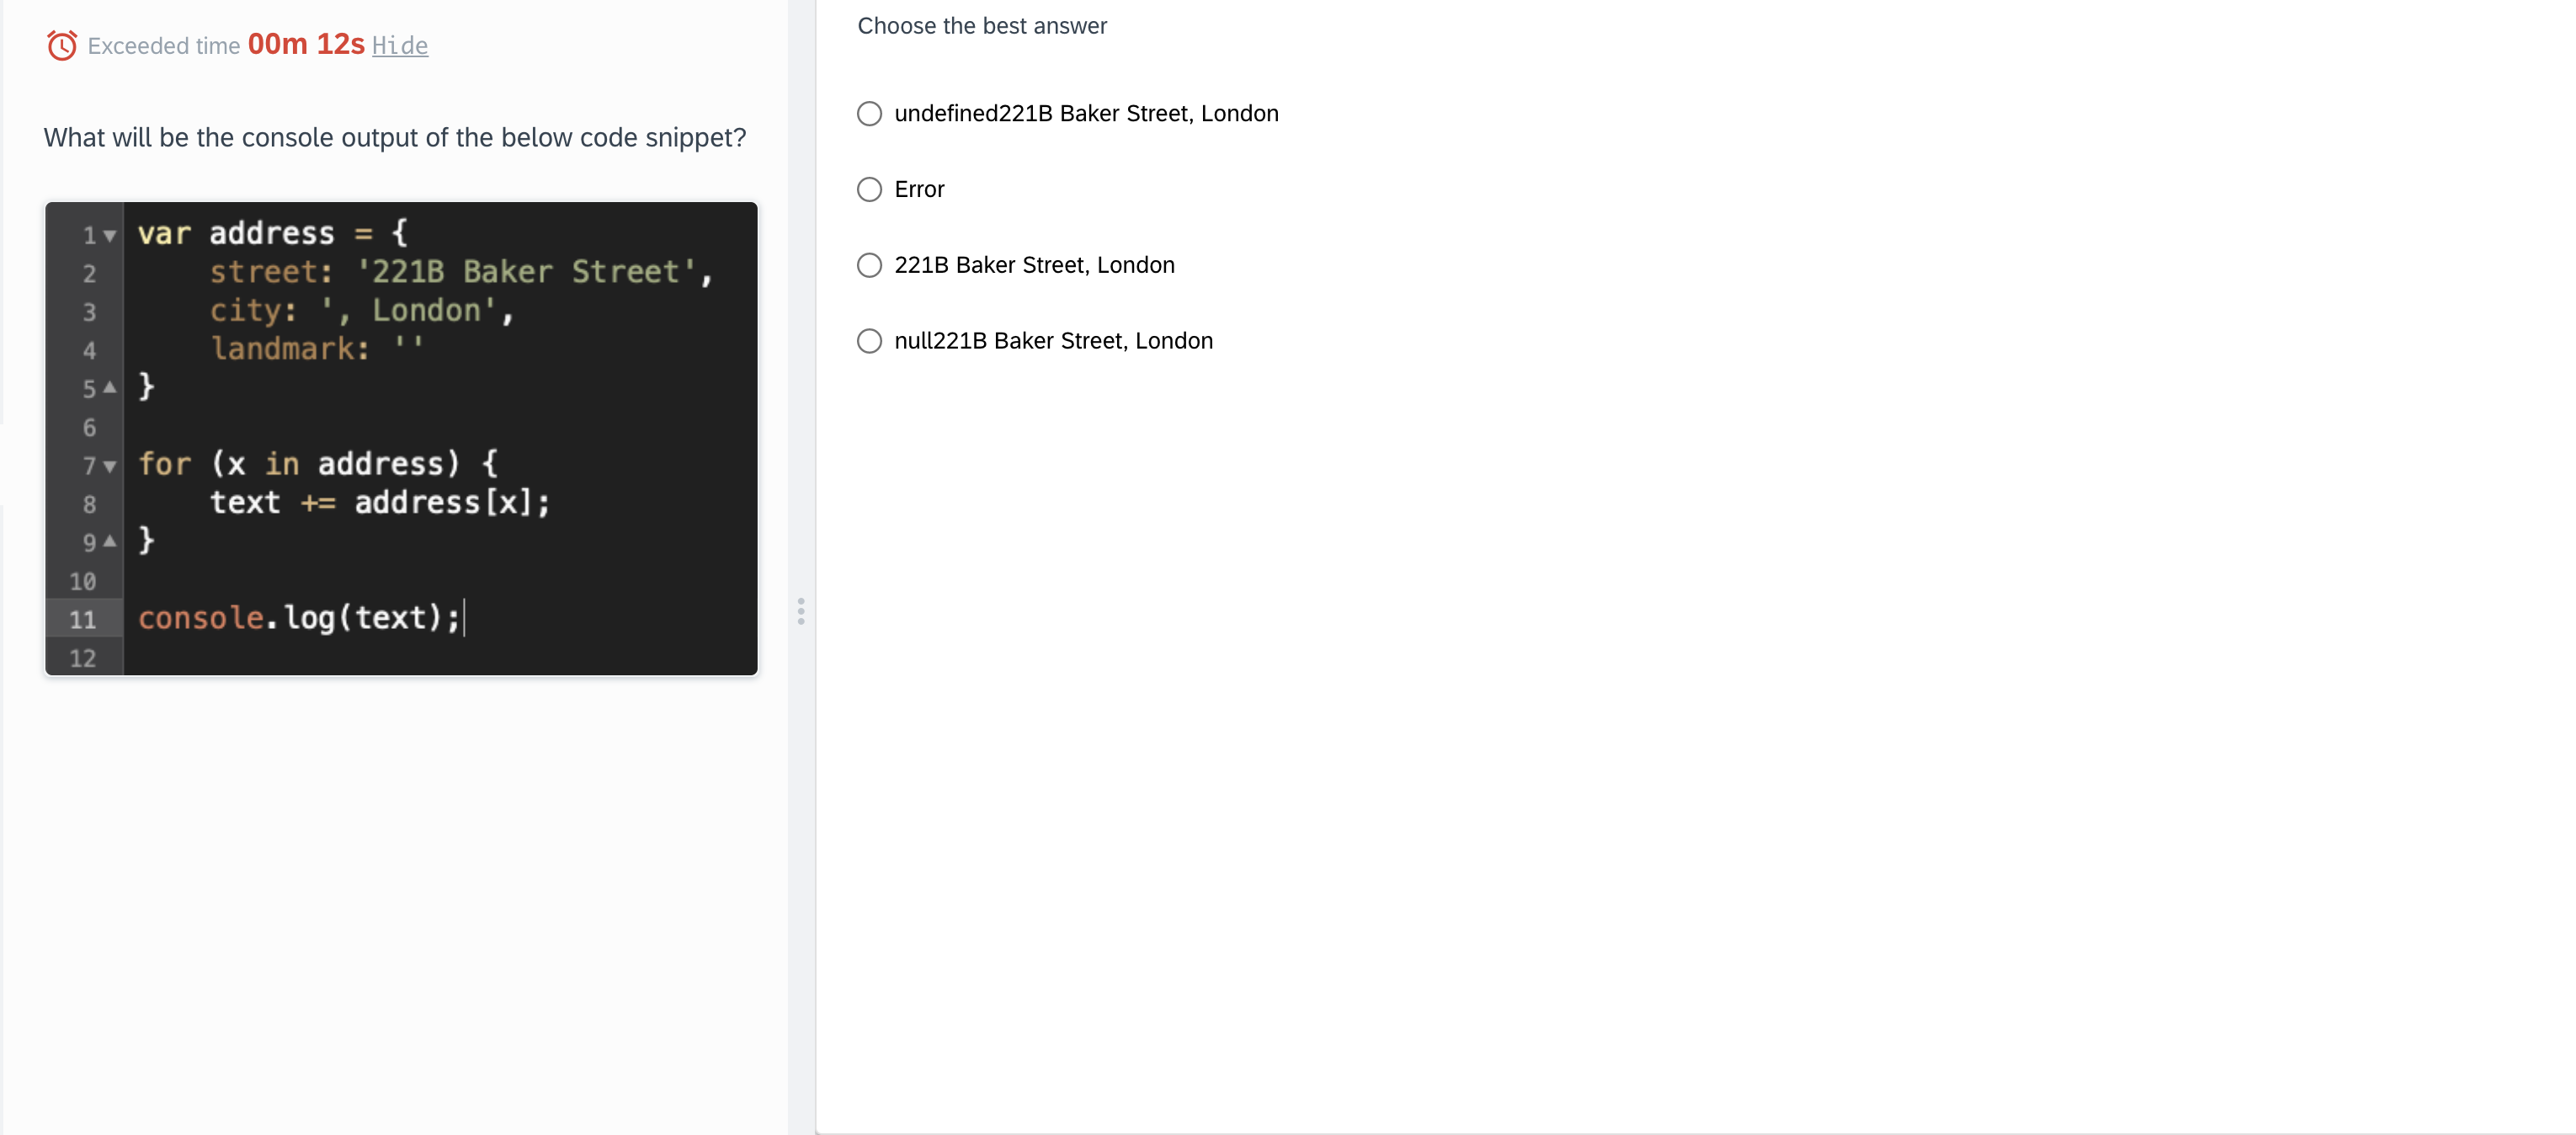 Exceeded time 00m 12s Hide
What will be the console output of the below code snippet?
1 var address = {
2     street: '221B Baker Street',
3     city: ', London',
4     landmark: ''
5 }
6
7 for (x in address) {
8     text += address[x];
9 }
10
11 console.log(text);
12
Choose the best answer
undefined221B Baker Street, London
Error
221B Baker Street, London
null221B Baker Street, London